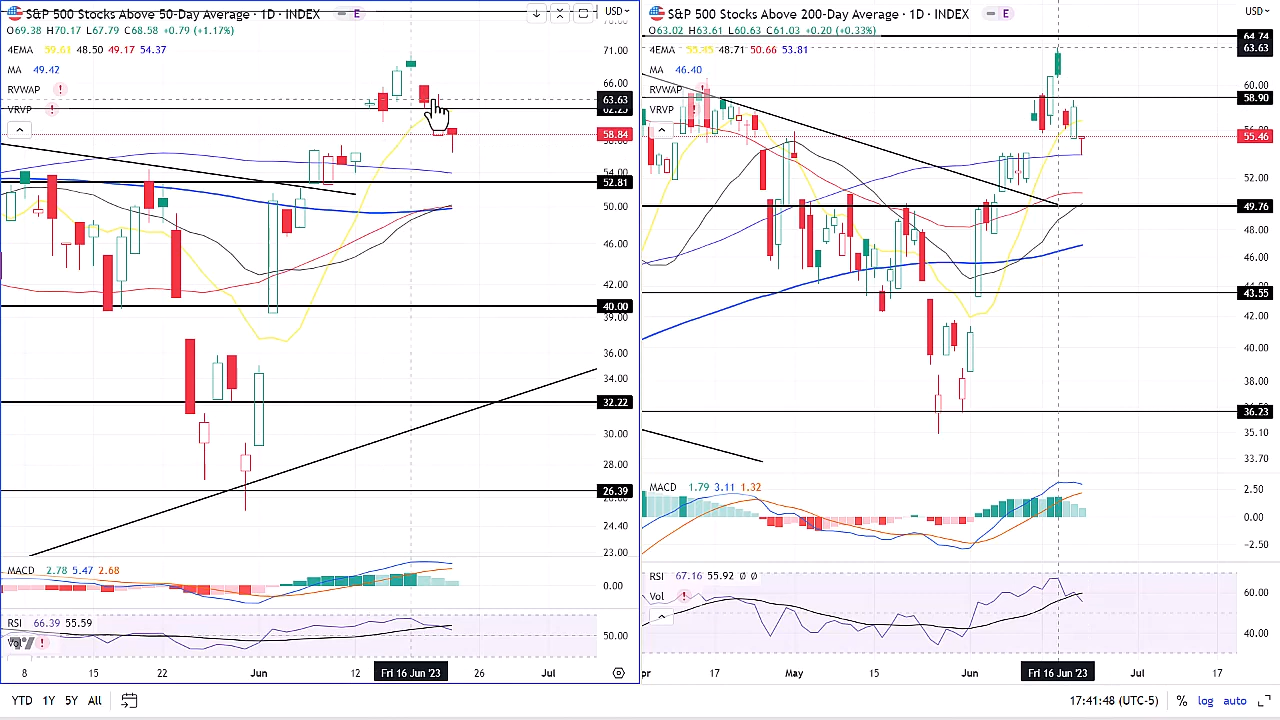 S&P 500 Stocks Above 50-Day Average · 1D · INDEX E USD
O69.38 H70.17 L67.79 C68.58 +0.79 (+1.17%)
4EMA 59.61 48.50 49.17 54.37
MA 49.42
RVWAP !
VRVP !
71.00
66.00
63.63
58.84
54.00
52.81
50.00
46.00
42.00
40.00
39.00
36.00
34.00
32.22
30.00
28.00
26.39
24.40
23.00
MACD 2.78 5.47 2.68
0.00
RSI 66.39 55.59
50.00
8 15 22 Jun 12 Fri 16 Jun '23 26 Jul
S&P 500 Stocks Above 200-Day Average · 1D · INDEX E USD
O63.02 H63.61 L60.63 C61.03 +0.20 (+0.33%)
4EMA 55.45 48.71 50.66 53.81
MA 46.40
RVWAP !
VRVP
64.74
63.63
60.00
58.90
55.46
52.00
49.76
48.00
46.00
43.55
42.00
40.00
38.00
36.23
35.10
33.70
MACD 1.79 3.11 1.32
2.50
0.00
−2.50
RSI 67.16 55.92 Ø Ø
Vol !
60.00
40.00
17 May 15 Jun Fri 16 Jun '23 Jul 17
YTD 1Y 5Y All 17:41:48 (UTC-5) % log auto